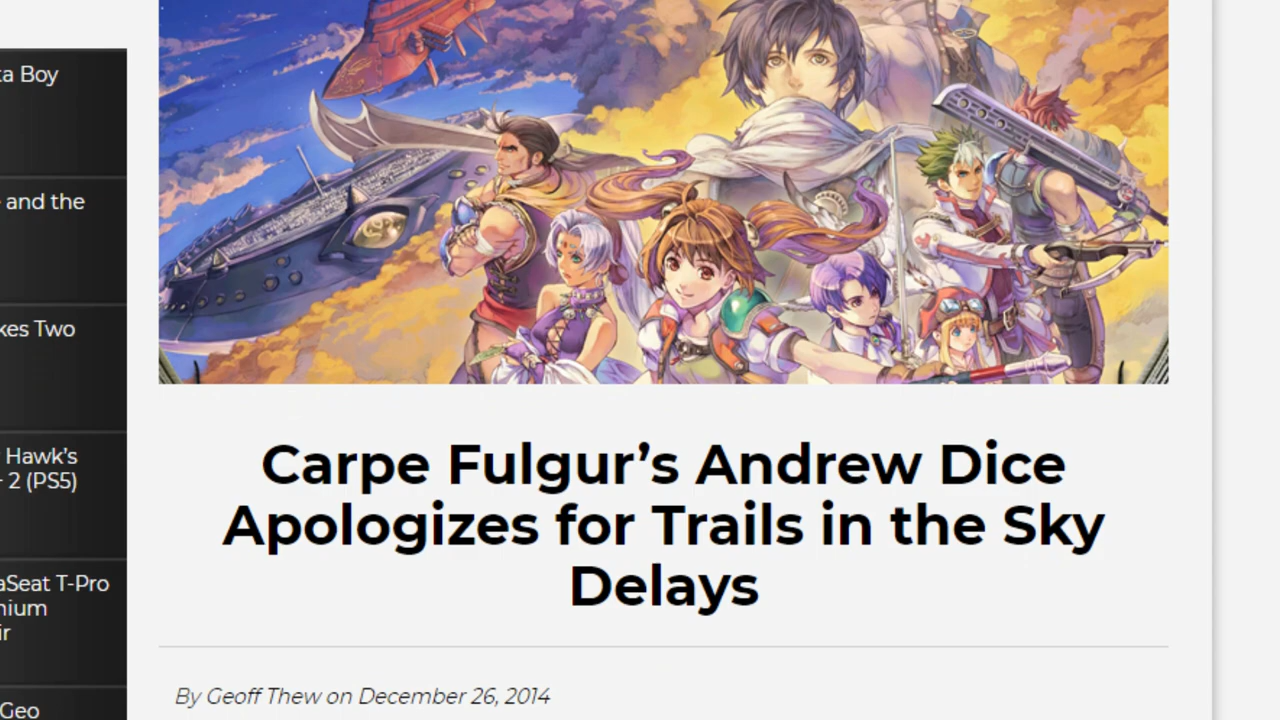 ta Boy
and the
kes Two
Hawk's
2 (PS5)
aSeat T-Pro
nium
ir
Geo
Carpe Fulgur’s Andrew Dice
Apologizes for Trails in the Sky
Delays
By Geoff Thew on December 26, 2014